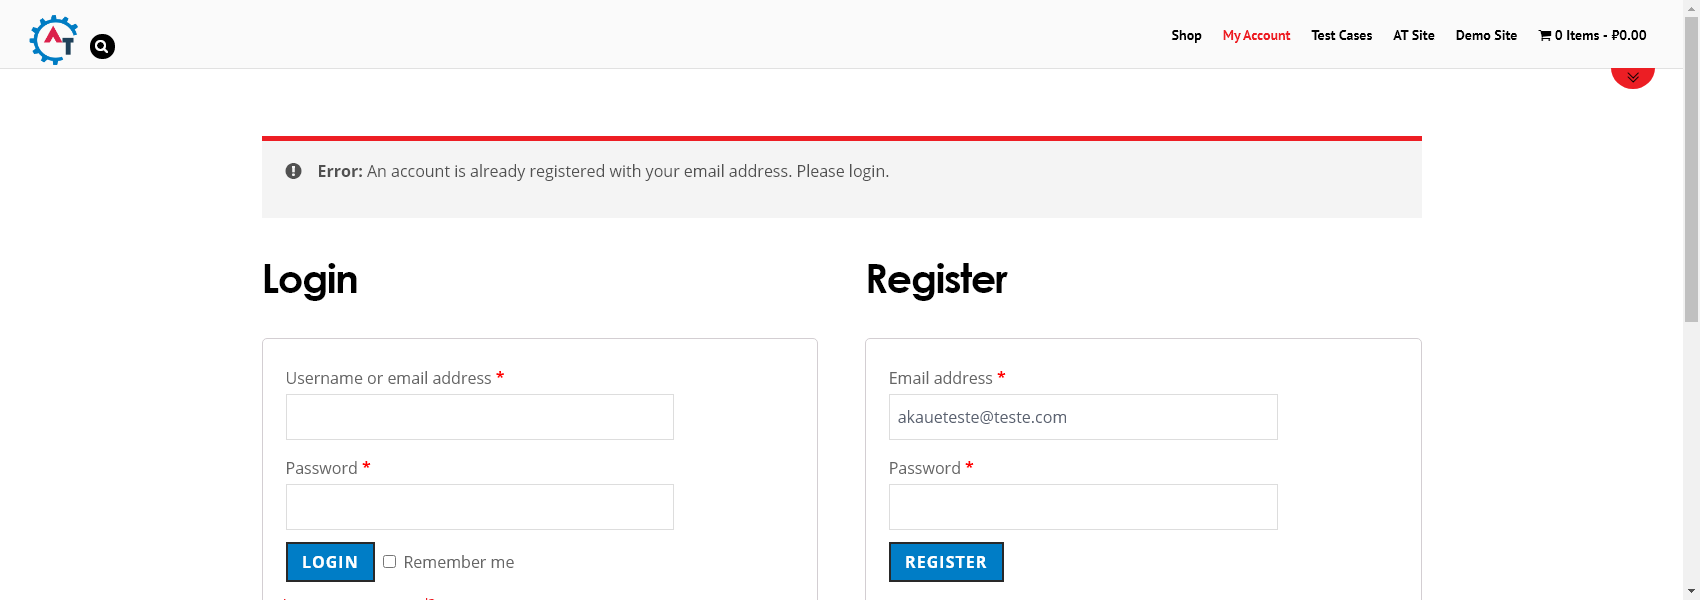 AT
Shop My Account Test Cases AT Site Demo Site 0 Items - ₽0.00
Error: An account is already registered with your email address. Please login.
Login
Register
Username or email address *
Password *
LOGIN Remember me
Email address *
akaueteste@teste.com
Password *
REGISTER